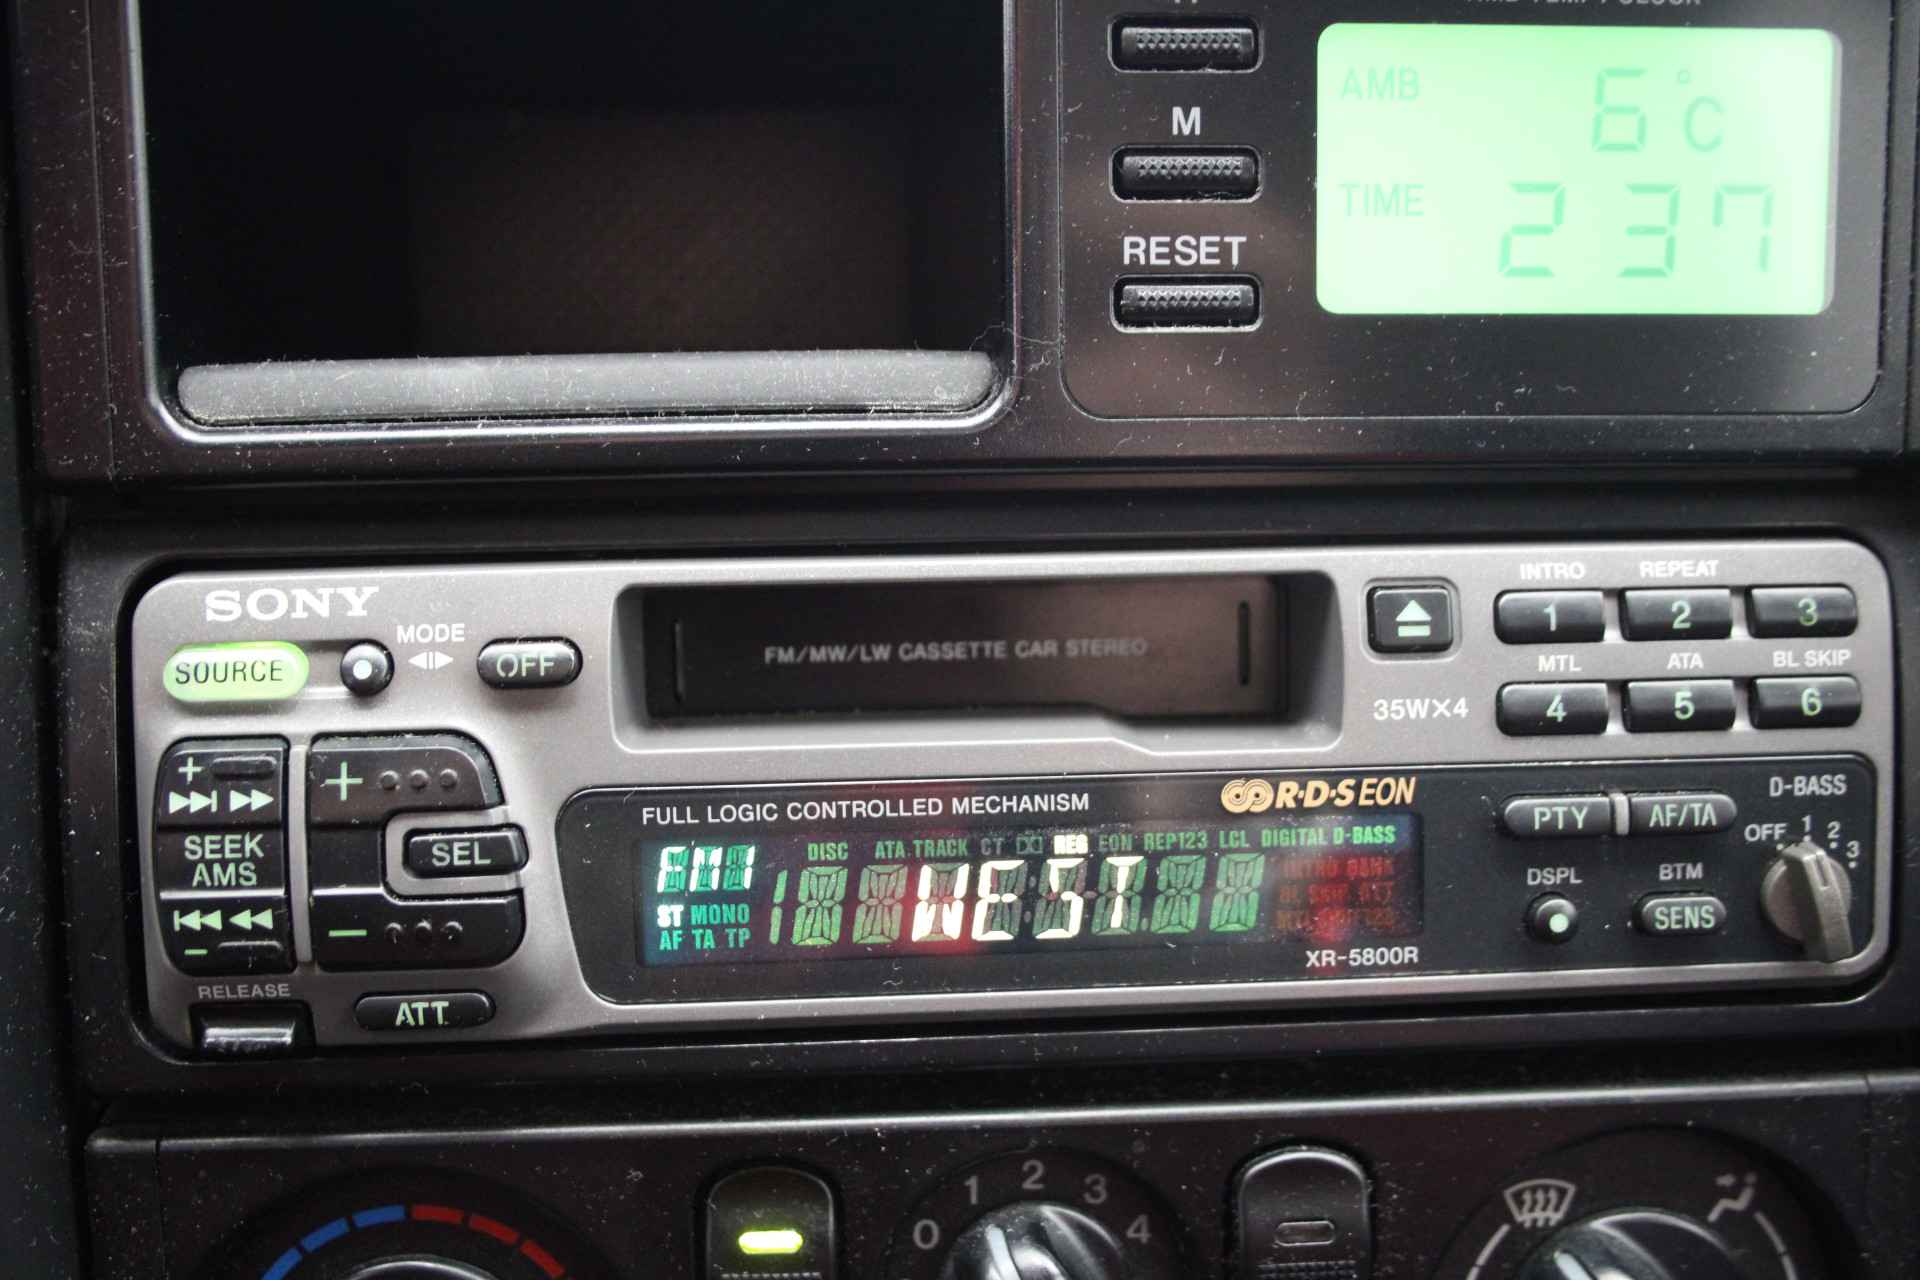 AMB 6°C
M
TIME 2 37
RESET
SONY
MODE
SOURCE
OFF
FM/MW/LW CASSETTE CAR STEREO
35W×4
INTRO REPEAT
1 2 3
MTL ATA BL SKIP
4 5 6
+
SEEK
AMS
−
+
SEL
−
RELEASE
ATT
FULL LOGIC CONTROLLED MECHANISM
R·D·S EON
FM1 DISC ATA TRACK CT REG EON REP123 LCL DIGITAL D-BASS
WEST
ST MONO
AF TA TP
XR-5800R
PTY AF/TA
D-BASS
OFF 1 2 3
DSPL
BTM
SENS
0 1 2 3 4